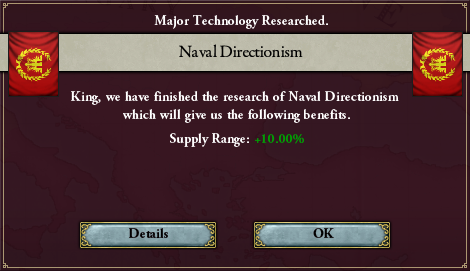 Major Technology Researched.
Naval Directionism
King, we have finished the research of Naval Directionism
which will give us the following benefits.
Supply Range: +10.00%
Details
OK